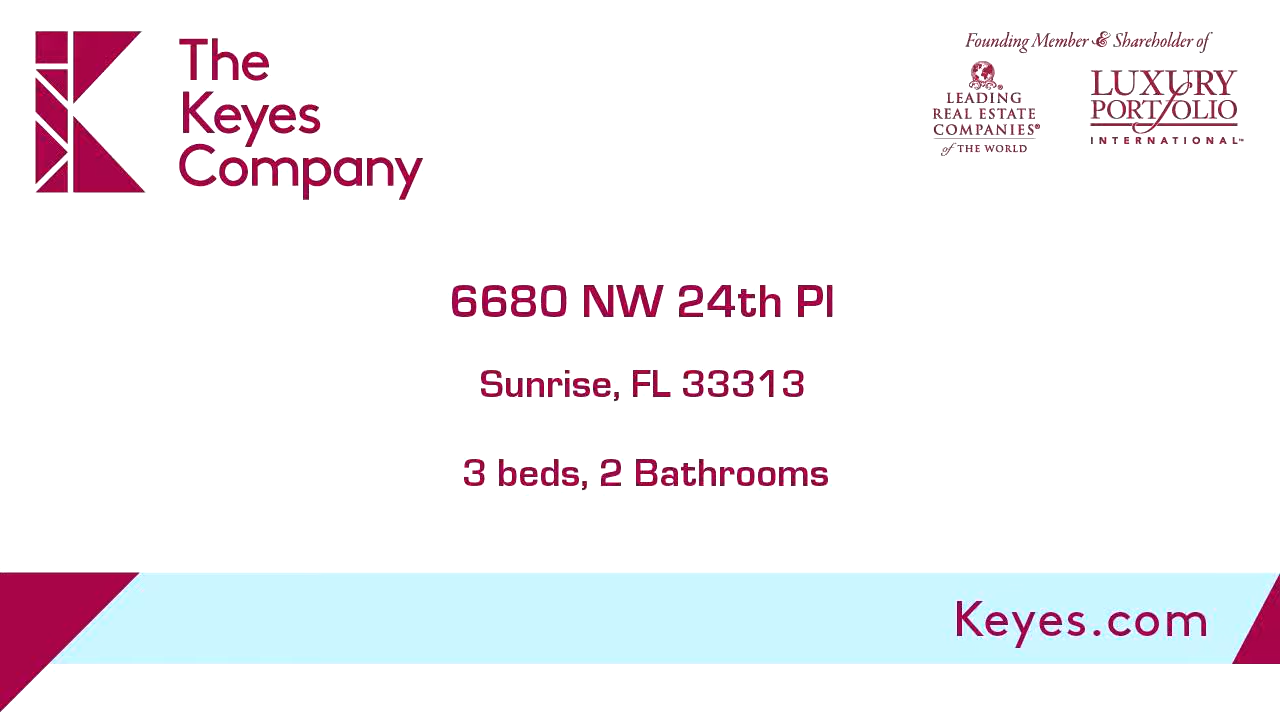 The
Keyes
Company
Founding Member & Shareholder of
LEADING
REAL ESTATE
COMPANIES®
of THE WORLD
LUXURY
PORTFOLIO
INTERNATIONAL™
6680 NW 24th Pl
Sunrise, FL 33313
3 beds, 2 Bathrooms
Keyes.com